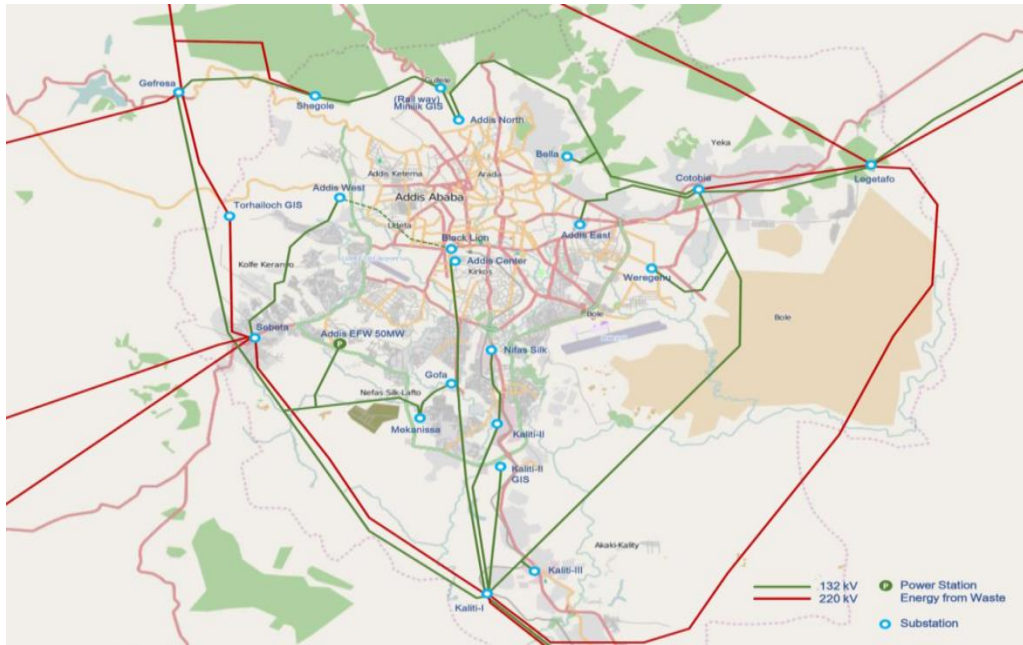 Gullele
Gefresa
Shegole
(Rail way)
Minilik GIS
Addis North
Bella
Yeka
Cotobie
Legetafo
Addis Ketema
Arada
Addis West
Addis Ababa
Torhailoch GIS
Lideta
Black Lion
Addis East
Addis Center
Kirkos
Kolfe Keraniyo
Weregenu
Bole
Bole
Sebeta
Addis EFW 50MW
P
Nifas Silk
Gofa
Nefas Silk-Lafto
Mekanissa
Kaliti-II
Kaliti-II
GIS
Akaki-Kality
Kaliti-III
Kaliti-I
132 kV
220 kV
P
Power Station
Energy from Waste
Substation